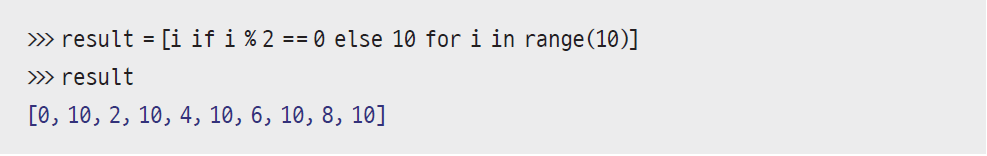 >>> result = [i if i % 2 == 0 else 10 for i in range(10)]
>>> result
[0, 10, 2, 10, 4, 10, 6, 10, 8, 10]